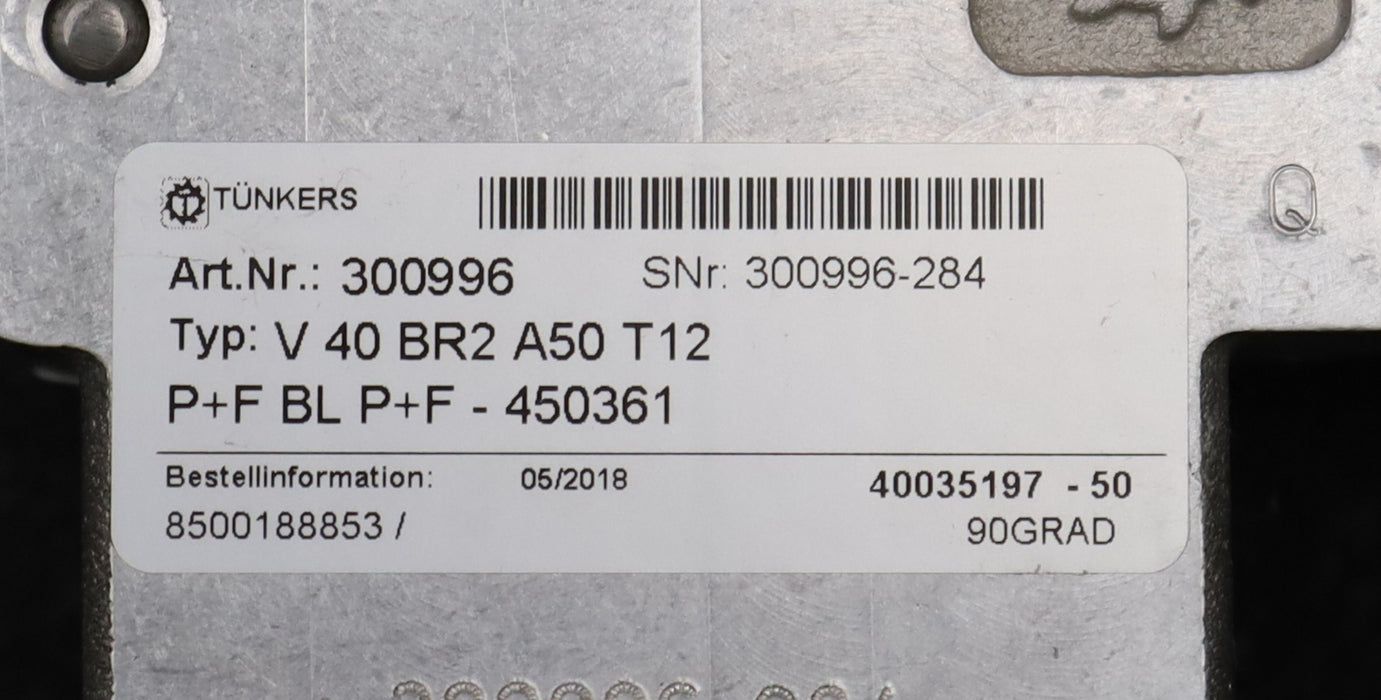 TÜNKERS
Art.Nr.: 300996 SNr: 300996-284
Typ: V 40 BR2 A50 T12
P+F BL P+F - 450361
Bestellinformation: 05/2018 40035197 - 50
8500188853 / 90GRAD
Q